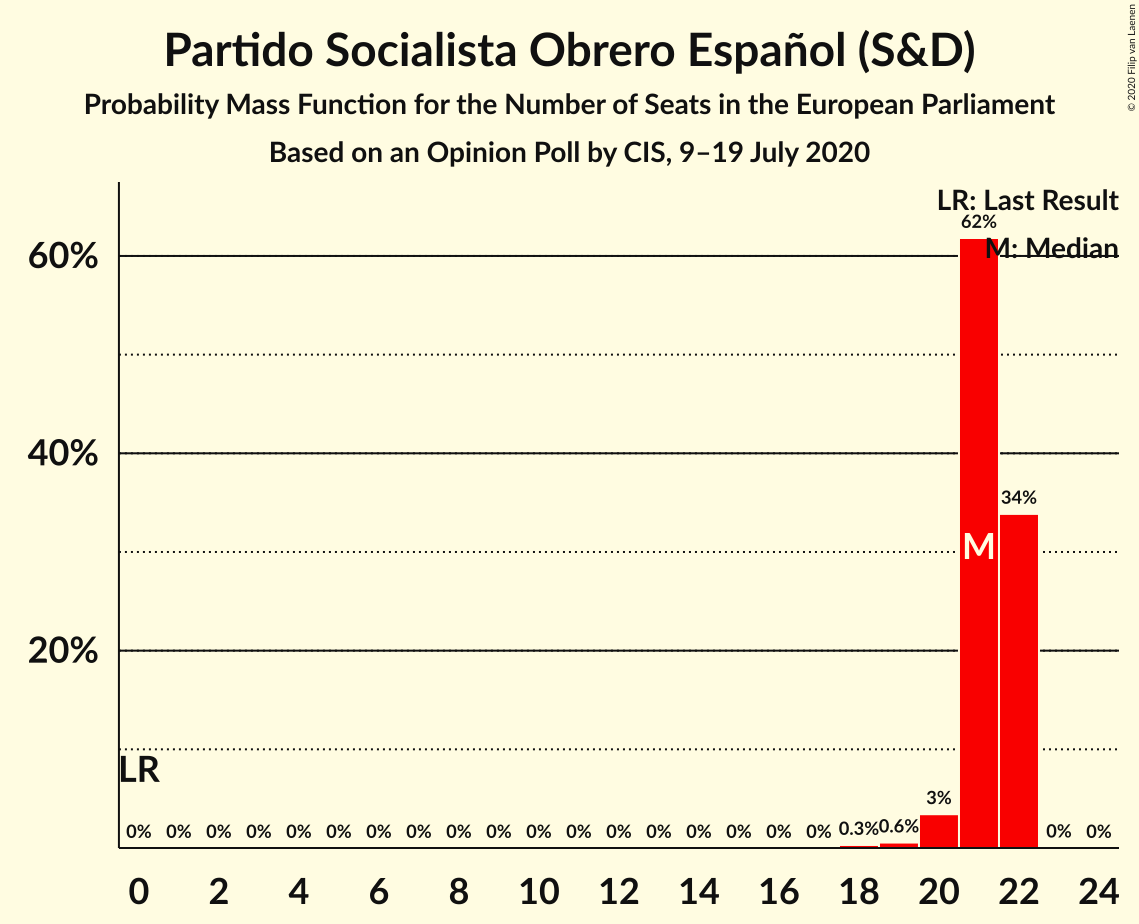 Partido Socialista Obrero Español (S&D)
Probability Mass Function for the Number of Seats in the European Parliament
Based on an Opinion Poll by CIS, 9–19 July 2020
© 2020 Filip van Laenen
LR: Last Result
M: Median
60%
40%
20%
62%
34%
M
LR
3%
0% 0% 0% 0% 0% 0% 0% 0% 0% 0% 0% 0% 0% 0% 0% 0% 0% 0% 0.3% 0.6% 0% 0%
0 2 4 6 8 10 12 14 16 18 20 22 24